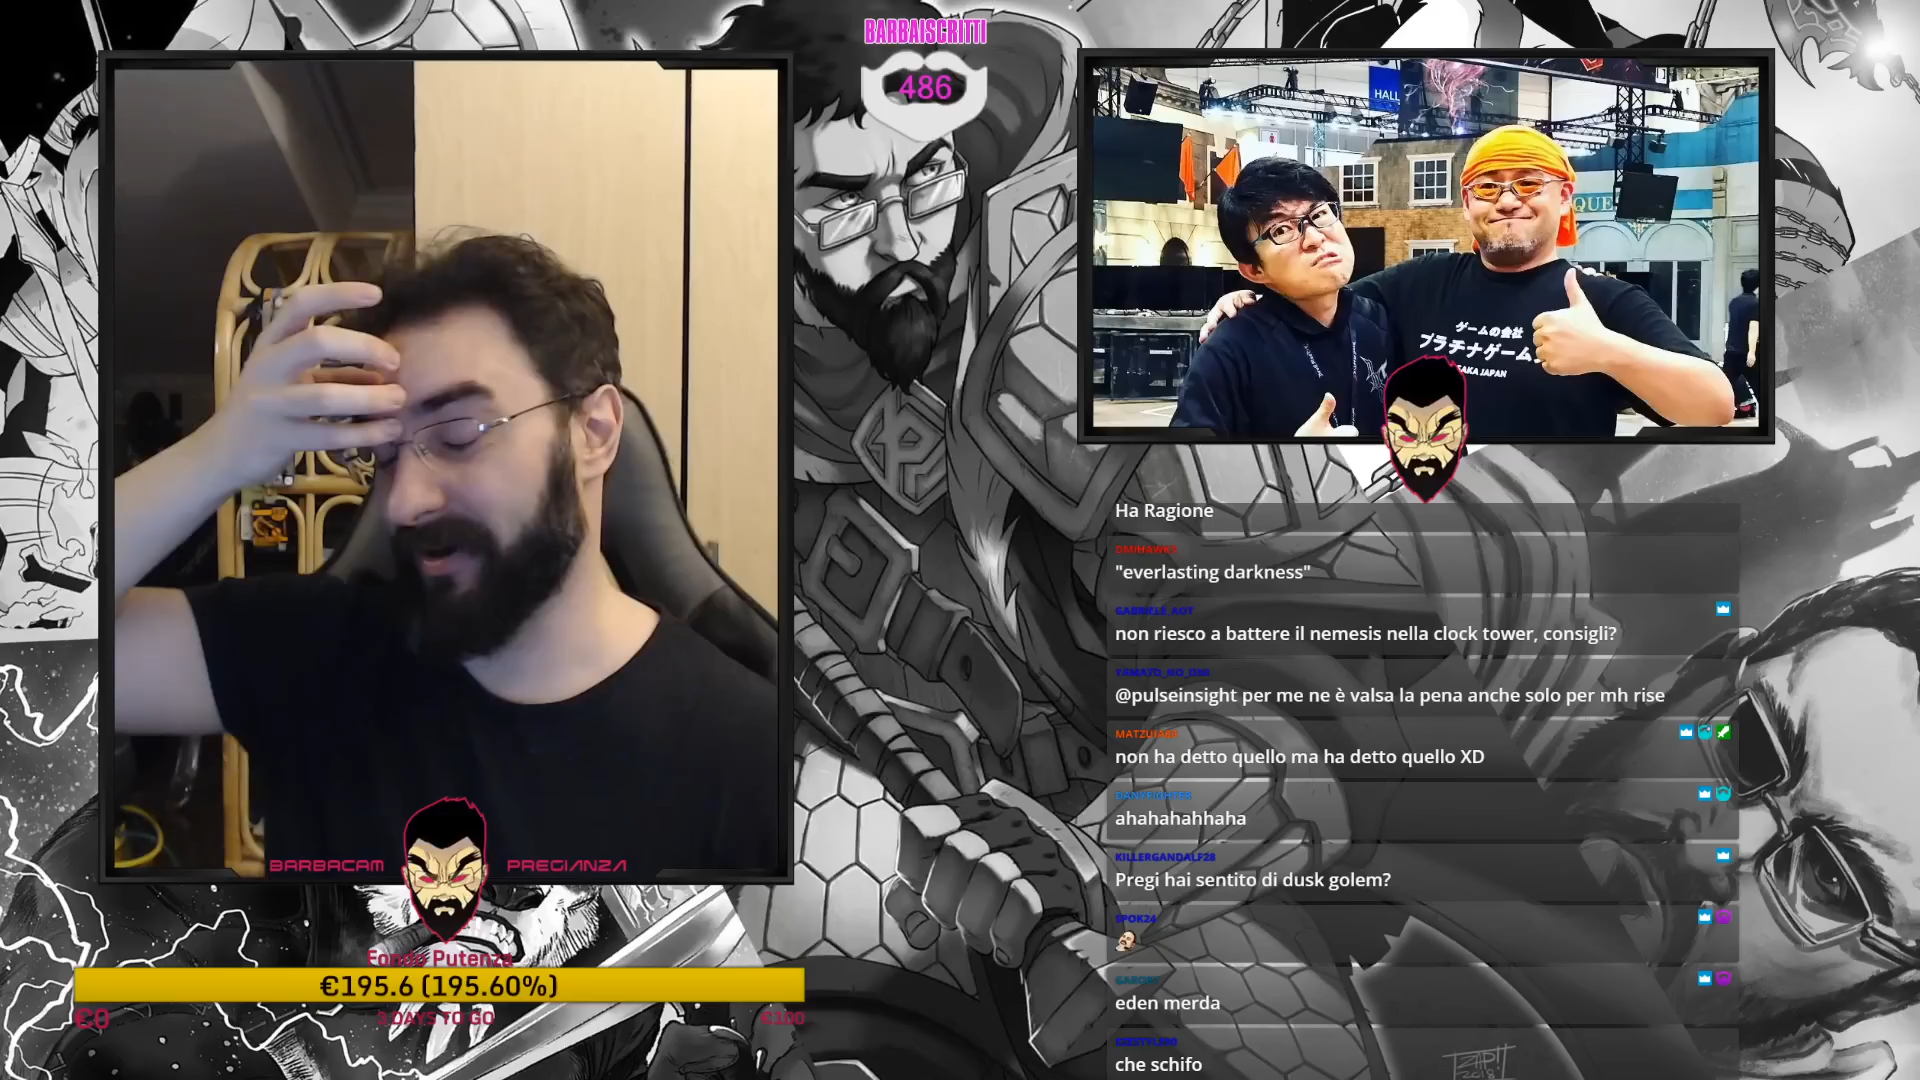 BARBAISCRITTI
486
HALL
QUE
ゲームの会社
プラチナゲーム
SAKA JAPAN
BARBACAM
PREGIANZA
Fondo Putenza
€195.6 (195.60%)
€0
3 DAYS TO GO
€100
Ha Ragione
"everlasting darkness"
GABRIELE_AOT
non riesco a battere il nemesis nella clock tower, consigli?
@pulseinsight per me ne è valsa la pena anche solo per mh rise
non ha detto quello ma ha detto quello XD
ahahahahhaha
KILLERGANDALF28
Pregi hai sentito di dusk golem?
SPOK24
eden merda
che schifo